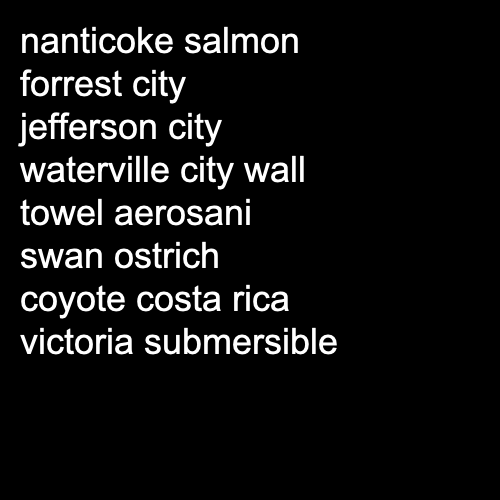 nanticoke salmon
forrest city
jefferson city
waterville city wall
towel aerosani
swan ostrich
coyote costa rica
victoria submersible